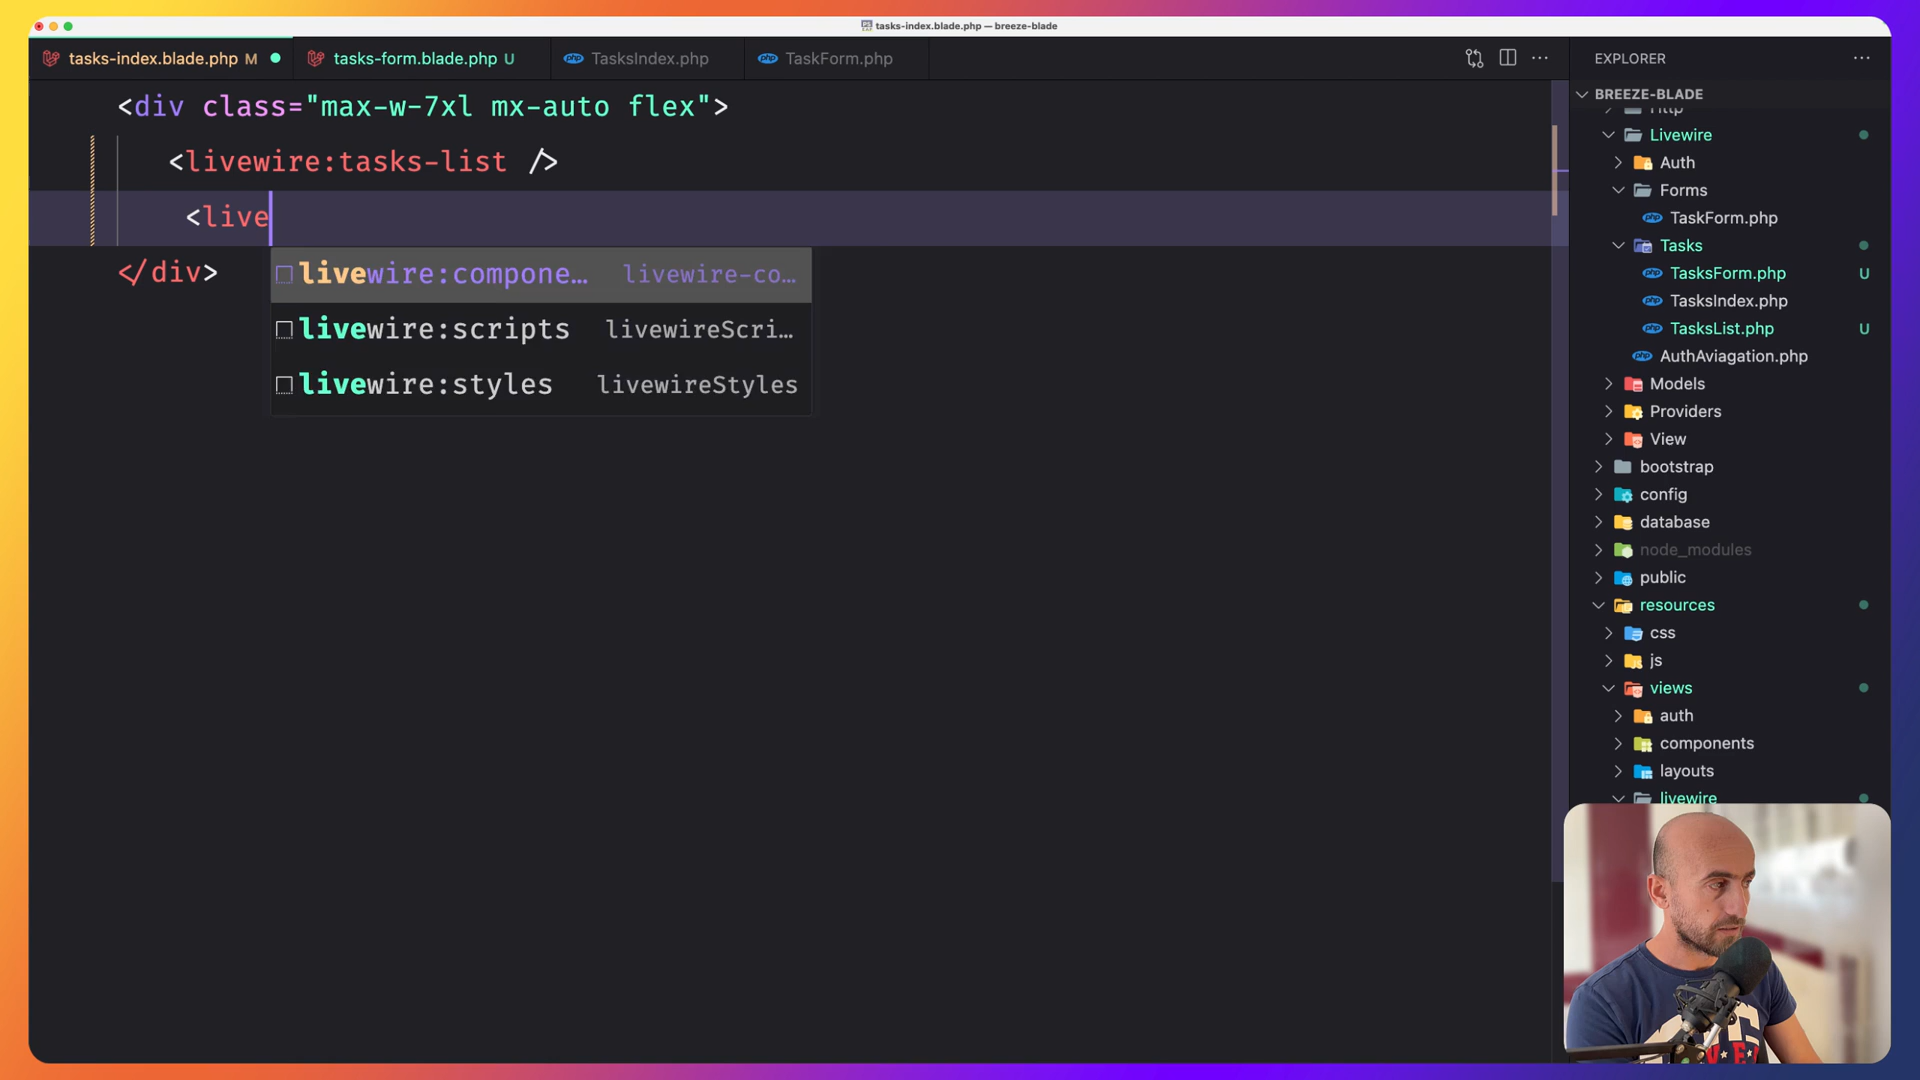 tasks-index.blade.php — breeze-blade
tasks-index.blade.php M
tasks-form.blade.php U
TasksIndex.php
TaskForm.php
<div class="max-w-7xl mx-auto flex">
<livewire:tasks-list />
<live
</div>
livewire:compone… livewire-co…
livewire:scripts livewireScri…
livewire:styles livewireStyles
EXPLORER
BREEZE-BLADE
Http
Livewire
Auth
Forms
TaskForm.php
Tasks
TasksForm.php U
TasksIndex.php
TasksList.php U
AuthAviagation.php
Models
Providers
View
bootstrap
config
database
node_modules
public
resources
css
js
views
auth
components
layouts
livewire